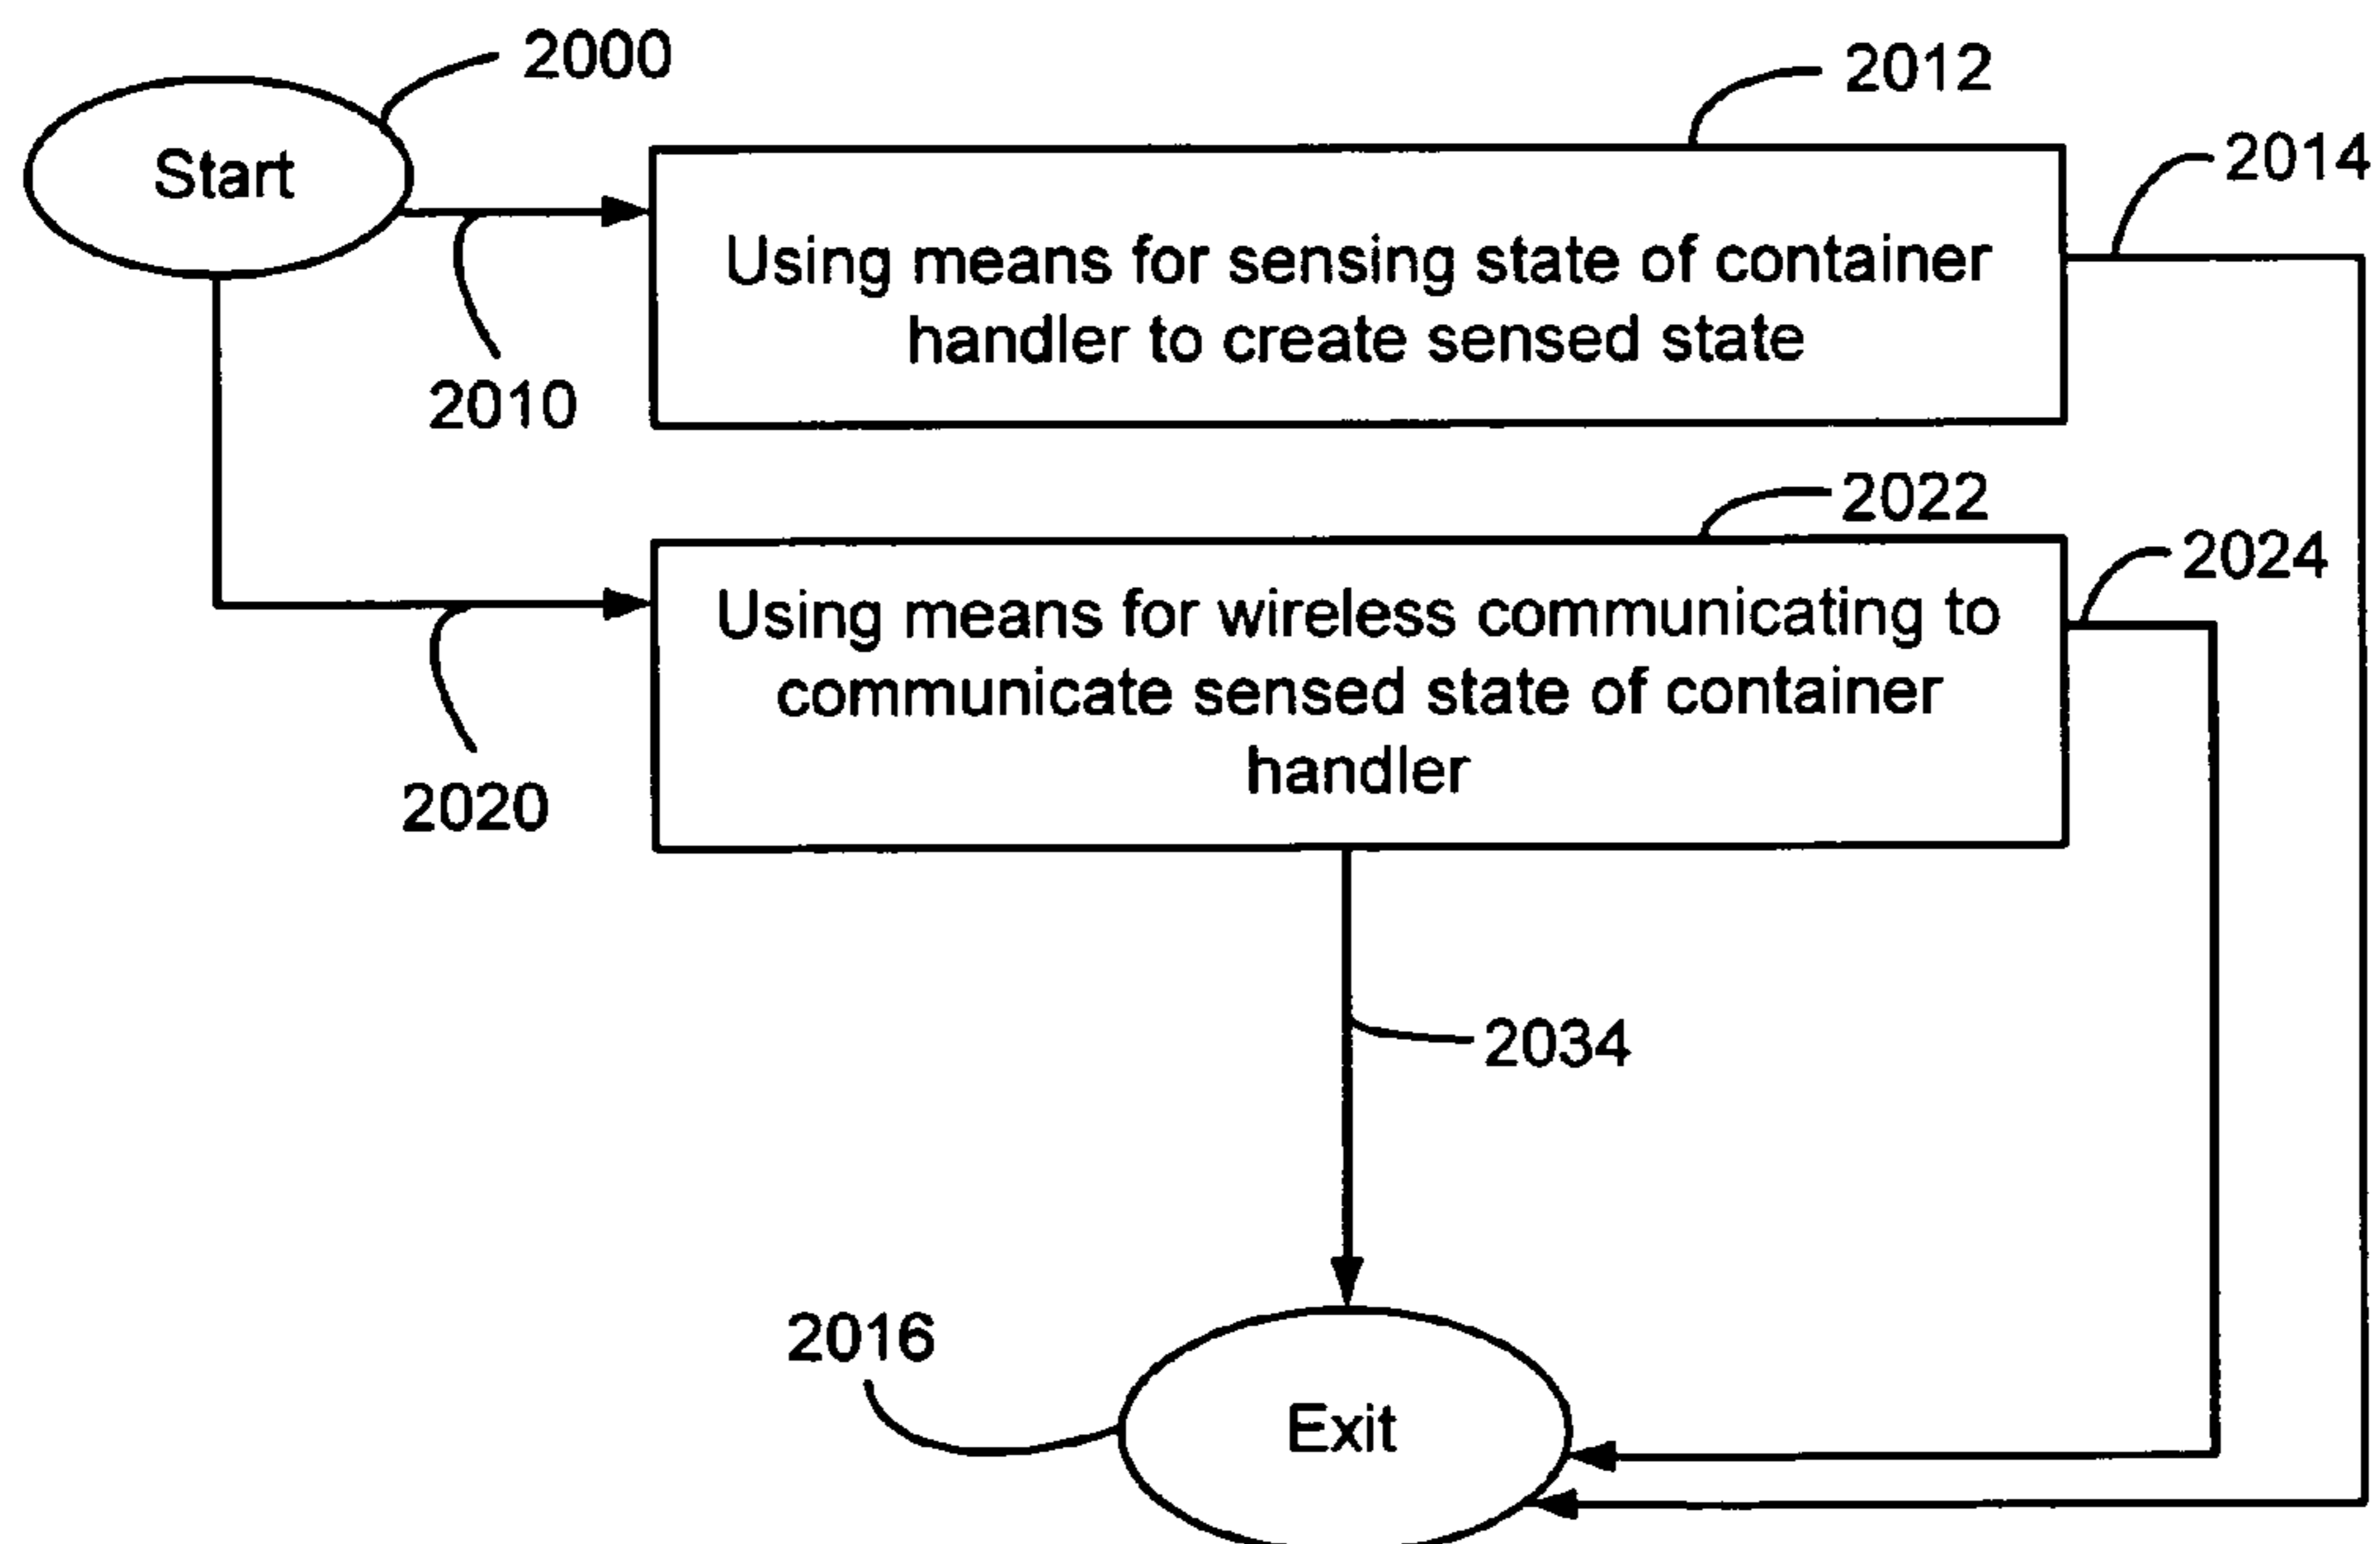 2000
2012
Start
2014
Using means for sensing state of container
handler to create sensed state
2010
2022
2024
Using means for wireless communicating to
communicate sensed state of container
handler
2020
2034
2016
Exit